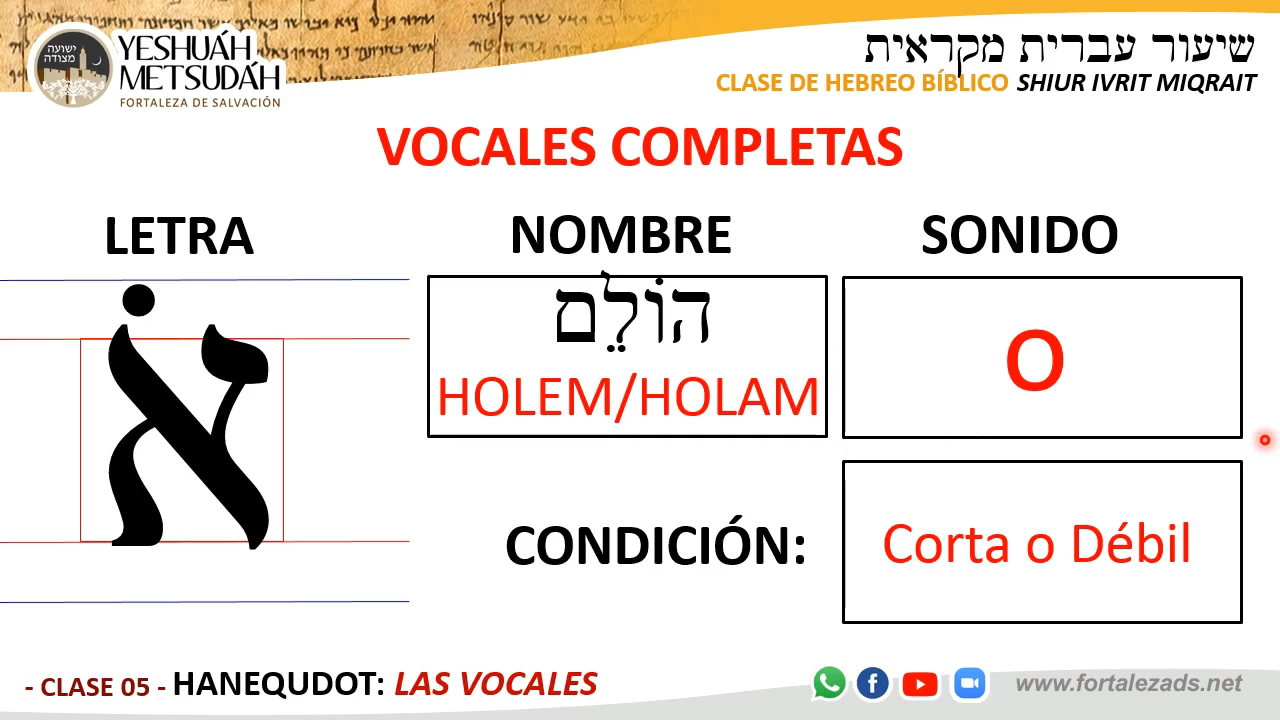 ישועה
מצודה
YESHUÁH
METSUDÁH
FORTALEZA DE SALVACIÓN
שיעור עברית מקראית
CLASE DE HEBREO BÍBLICO SHIUR IVRIT MIQRAIT
VOCALES COMPLETAS
LETRA NOMBRE SONIDO
אֹ
הוֹלֵם
HOLEM/HOLAM
O
CONDICIÓN:
Corta o Débil
- CLASE 05 - HANEQUDOT: LAS VOCALES
www.fortalezads.net